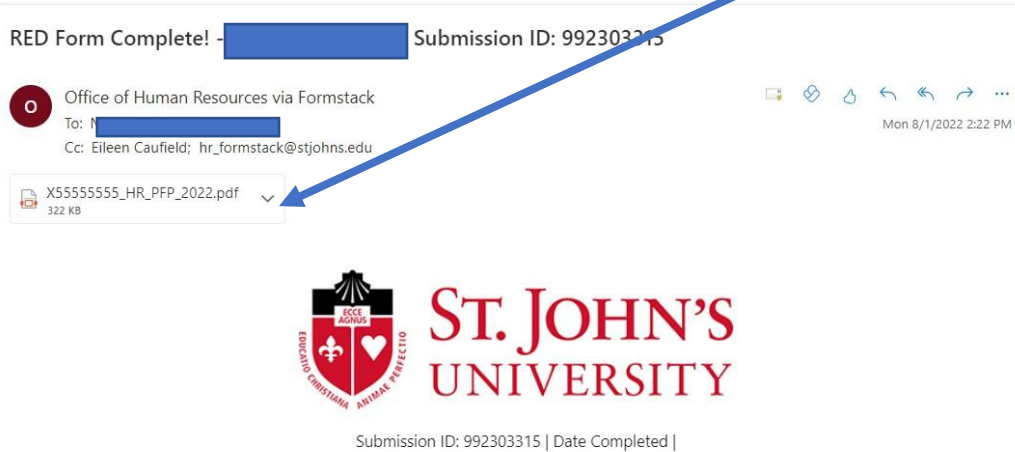 RED Form Complete! - Submission ID: 992303315
O
Office of Human Resources via Formstack
To: N
Cc: Eileen Caufield; hr_formstack@stjohns.edu
Mon 8/1/2022 2:22 PM
X55555555_HR_PFP_2022.pdf
322 KB
ECCE
AGNUS
EDUCATIO CHRISTIANA ANIMAE PERFECTIO
ST. JOHN'S
UNIVERSITY
Submission ID: 992303315 | Date Completed |